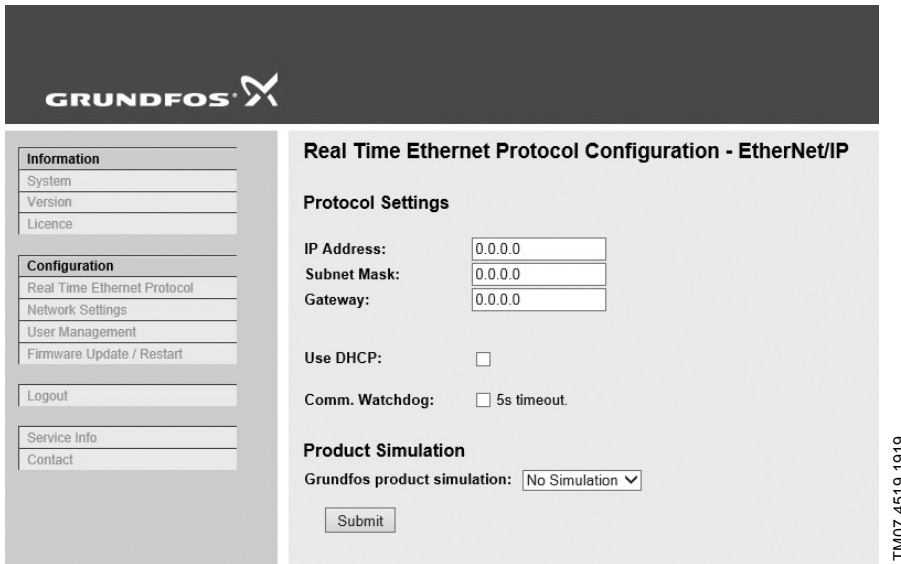 GRUNDFOS
Information
System
Version
Licence
Configuration
Real Time Ethernet Protocol
Network Settings
User Management
Firmware Update / Restart
Logout
Service Info
Contact
Real Time Ethernet Protocol Configuration - EtherNet/IP
Protocol Settings
IP Address: 0.0.0.0
Subnet Mask: 0.0.0.0
Gateway: 0.0.0.0
Use DHCP:
Comm. Watchdog: 5s timeout.
Product Simulation
Grundfos product simulation: No Simulation
Submit
TM07 4519 1919